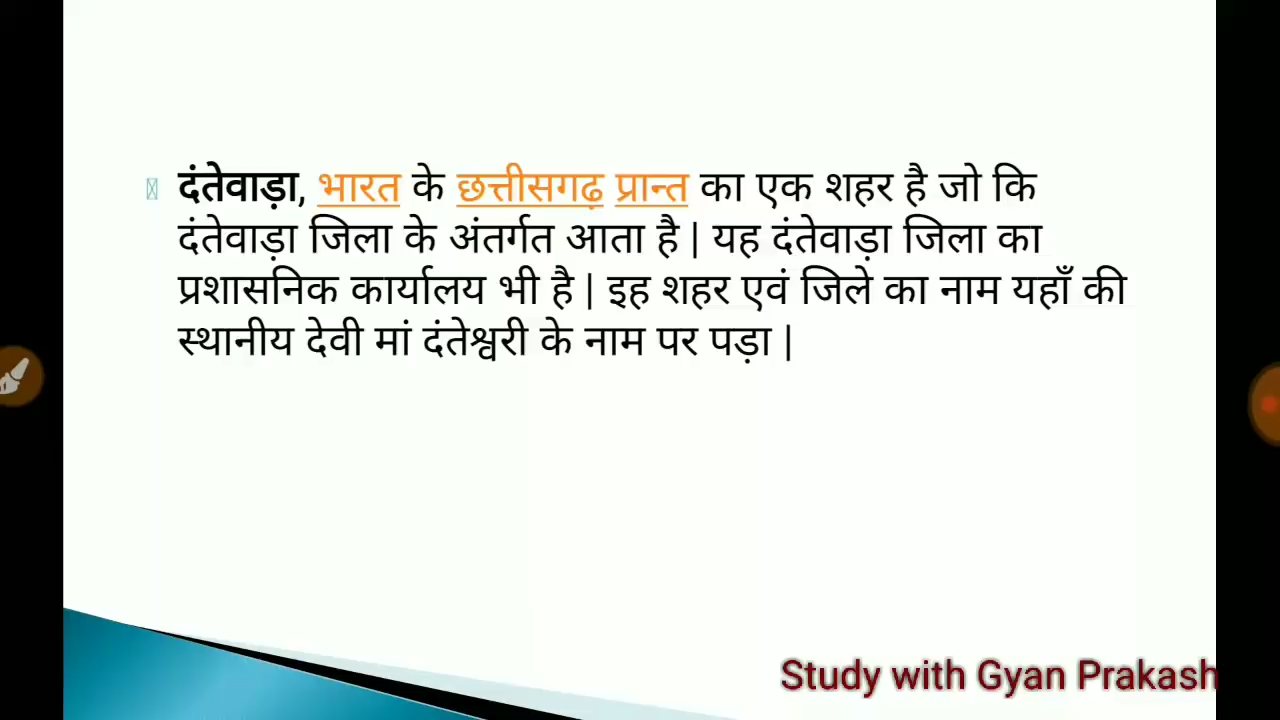 दंतेवाड़ा, भारत के छत्तीसगढ़ प्रान्त का एक शहर है जो कि
दंतेवाड़ा जिला के अंतर्गत आता है | यह दंतेवाड़ा जिला का
प्रशासनिक कार्यालय भी है | इह शहर एवं जिले का नाम यहाँ की
स्थानीय देवी मां दंतेश्वरी के नाम पर पड़ा |
Study with Gyan Prakash